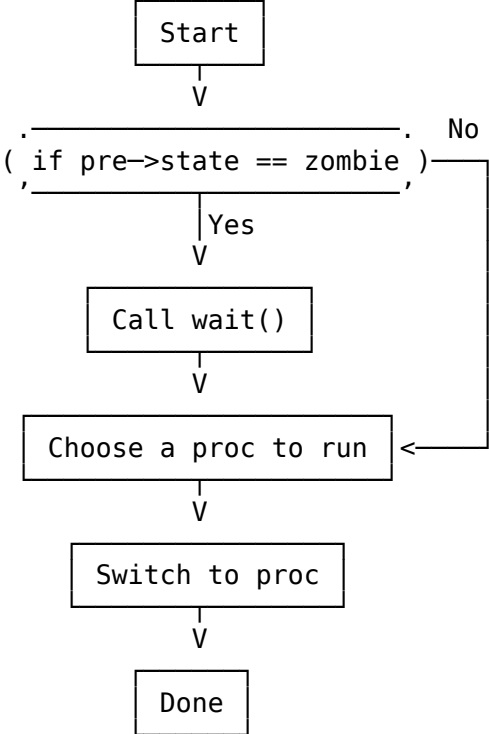 Start
No
( if pre->state == zombie )
Yes
Call wait()
Choose a proc to run
Switch to proc
Done